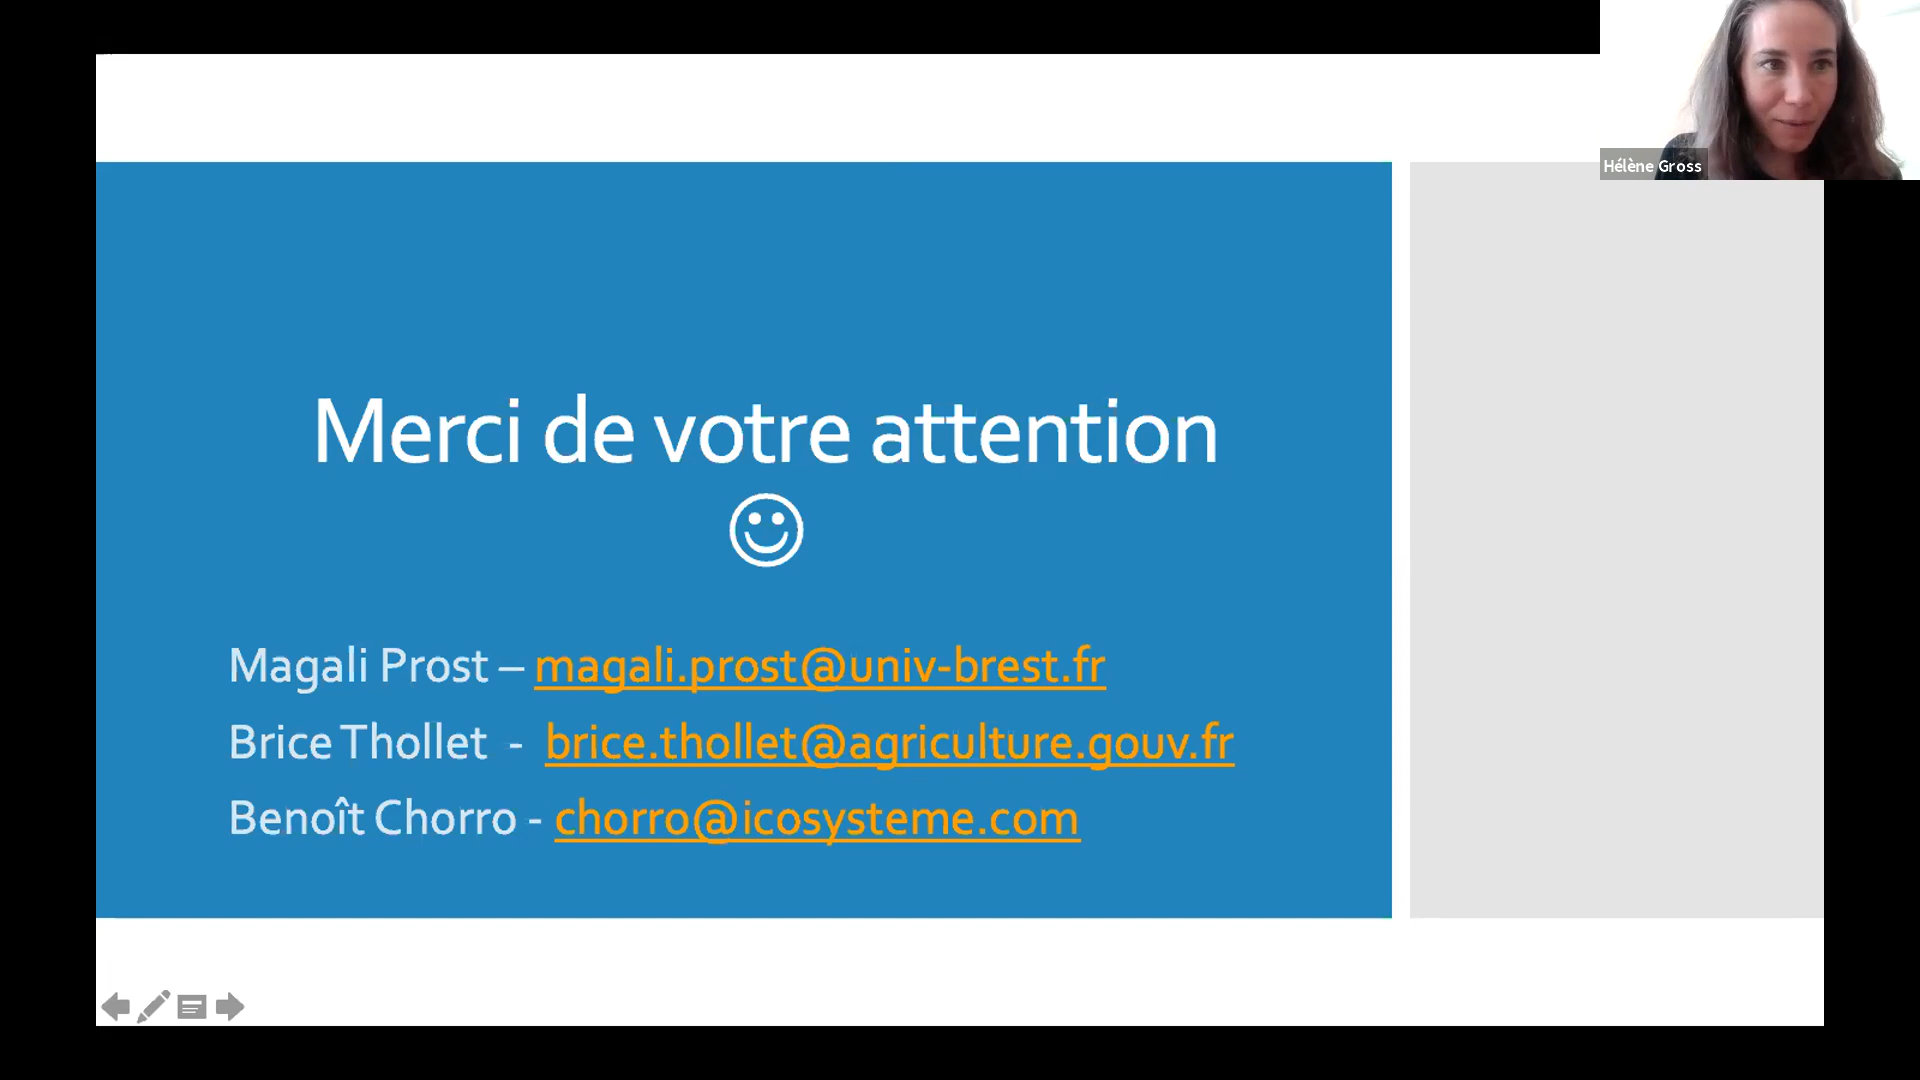 Hélène Gross
Merci de votre attention
☺
Magali Prost – magali.prost@univ-brest.fr
Brice Thollet - brice.thollet@agriculture.gouv.fr
Benoît Chorro - chorro@icosysteme.com